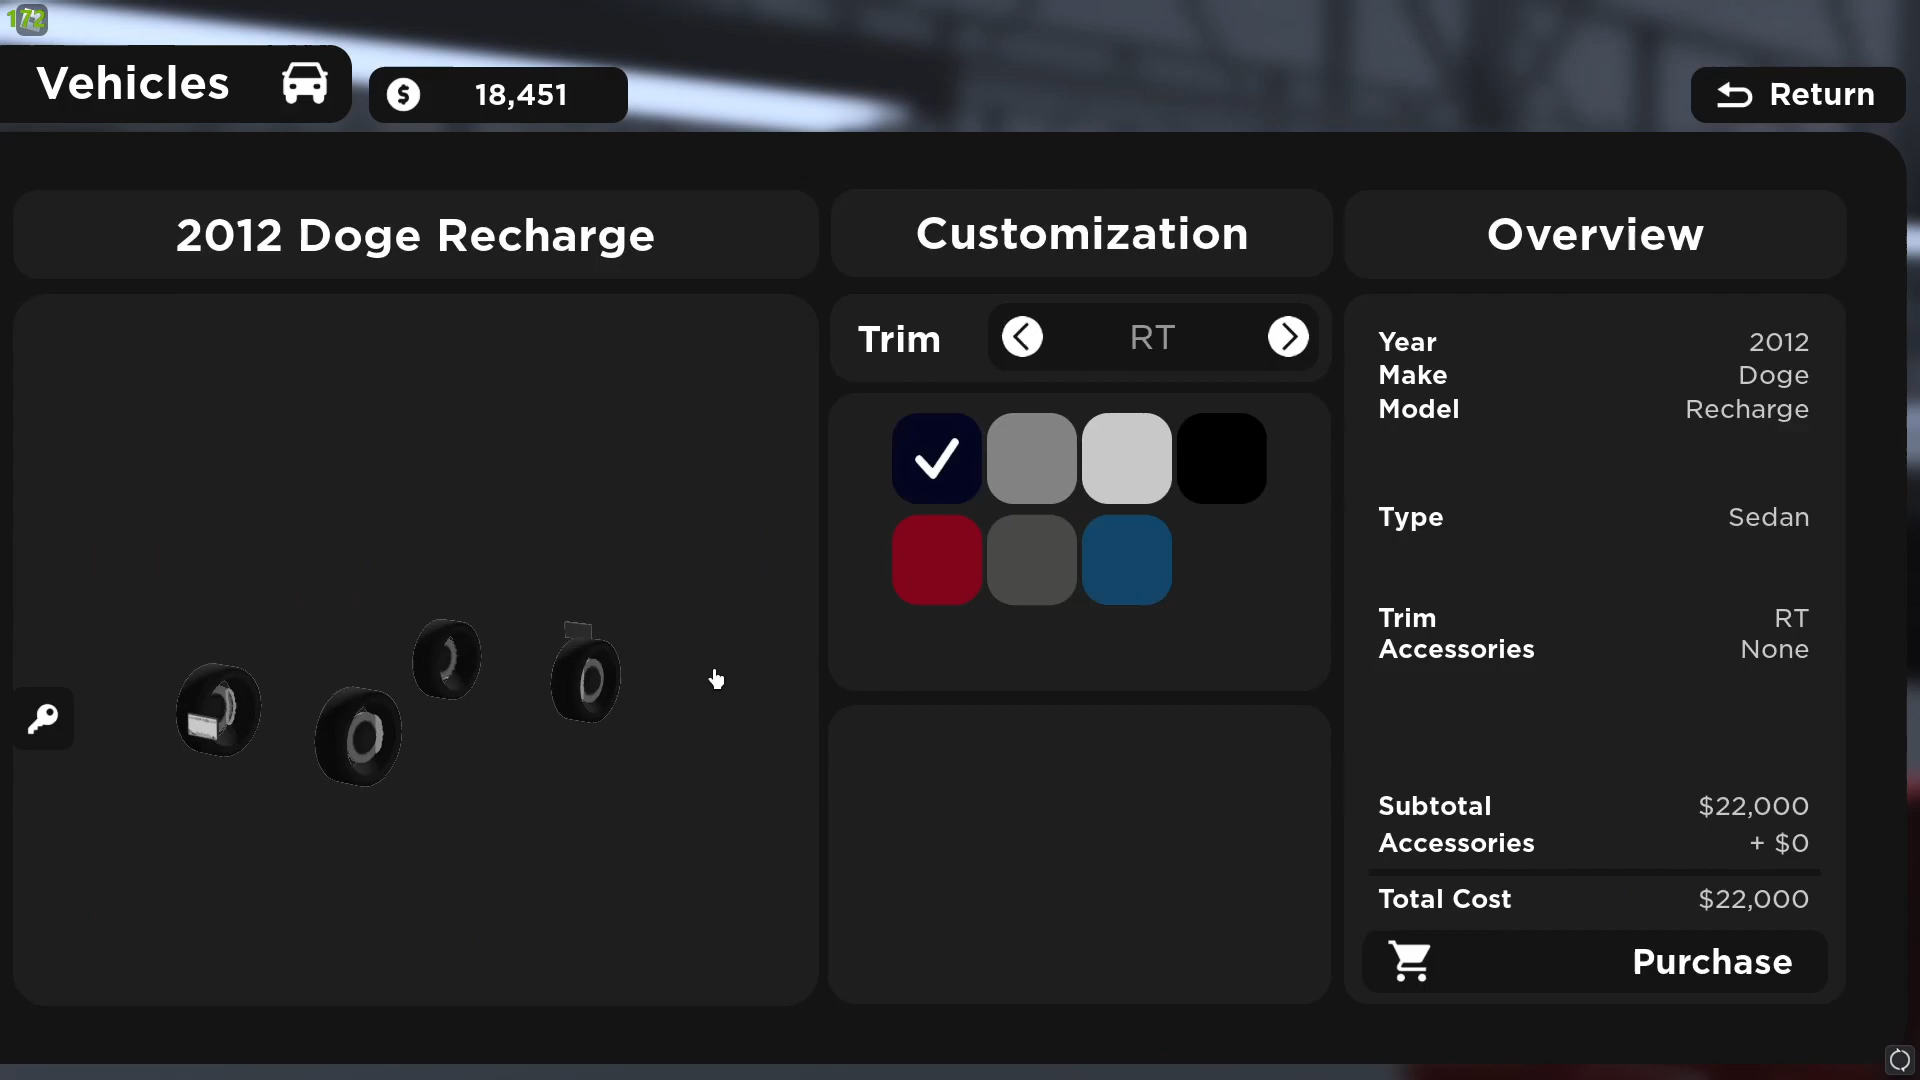 172
Vehicles
18,451
Return
2012 Doge Recharge
Customization
Overview
Trim
RT
Year 2012
Make Doge
Model Recharge
Type Sedan
Trim RT
Accessories None
Subtotal $22,000
Accessories + $0
Total Cost $22,000
Purchase